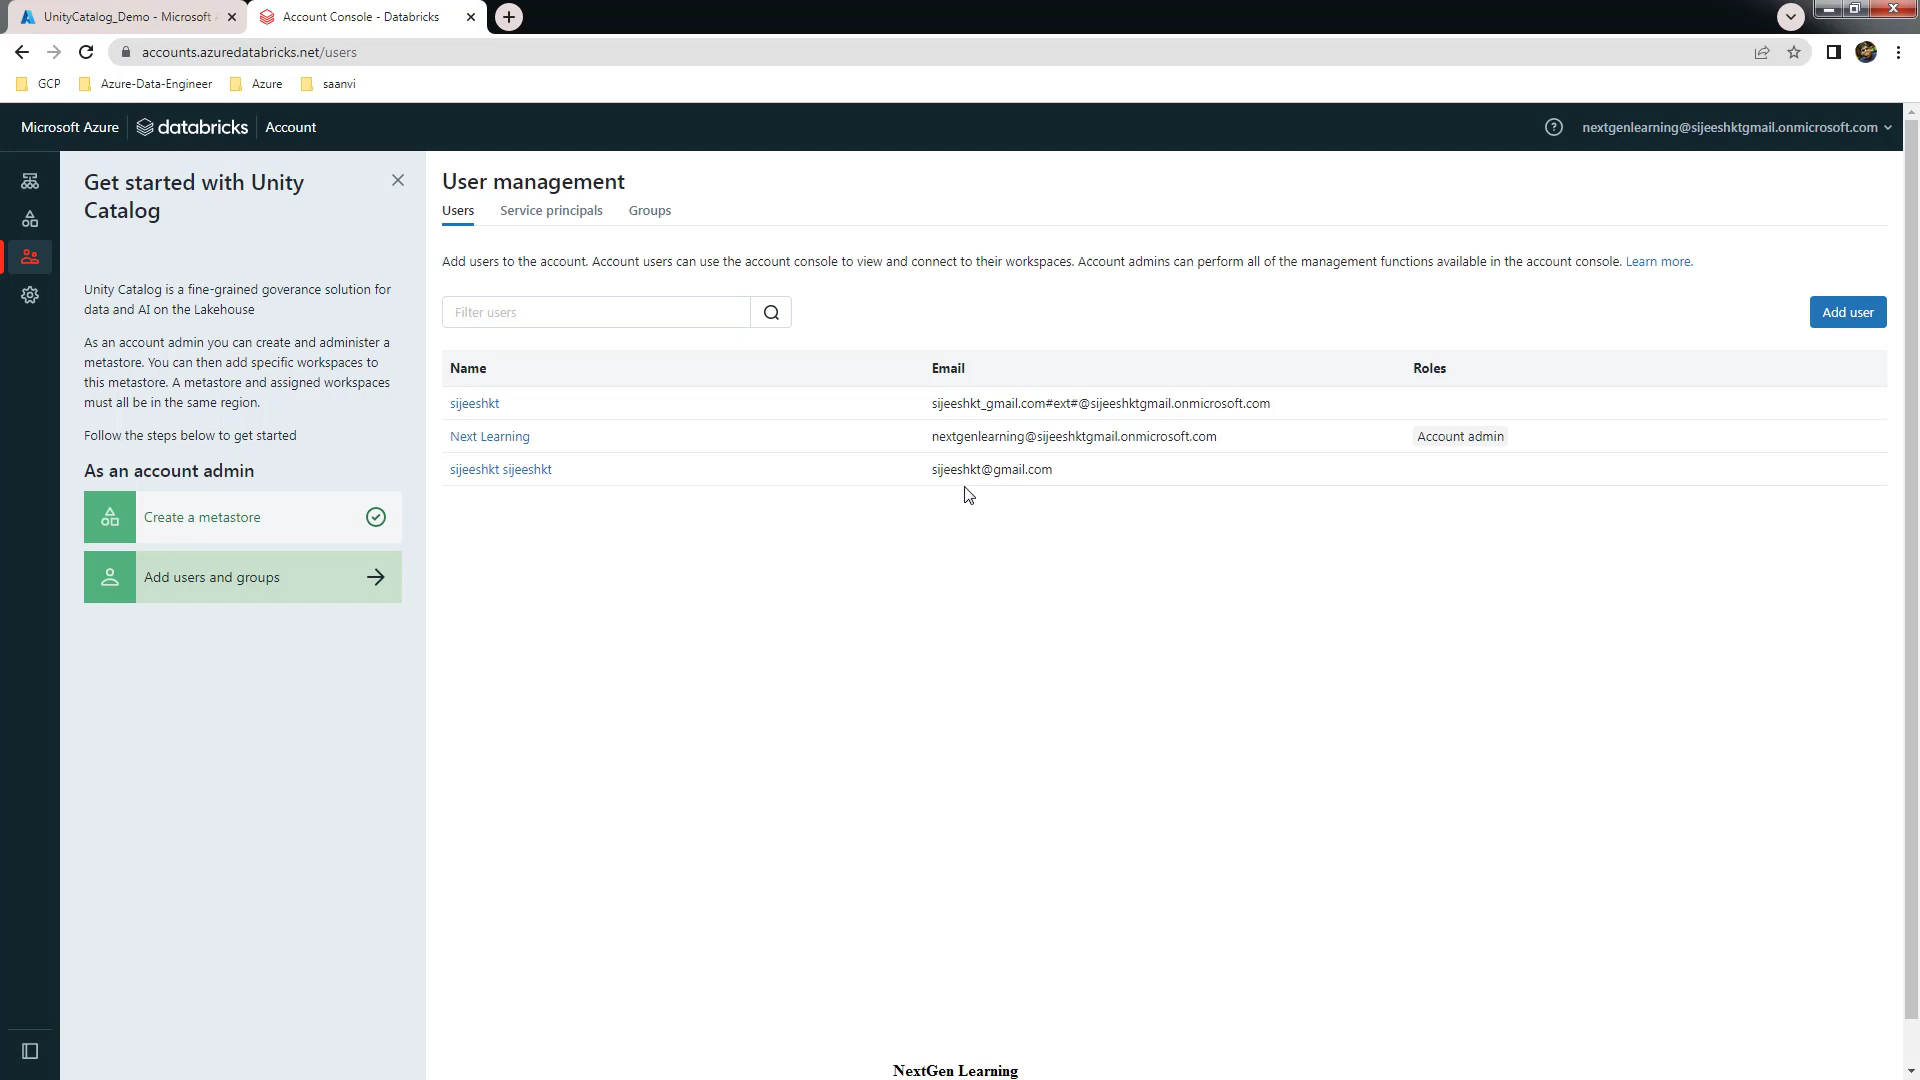 UnityCatalog_Demo - Microsoft A
Account Console - Databricks
accounts.azuredatabricks.net/users
GCP
Azure-Data-Engineer
Azure
saanvi
Microsoft Azure
databricks
Account
nextgenlearning@sijeeshktgmail.onmicrosoft.com
Get started with Unity
Catalog
Unity Catalog is a fine-grained goverance solution for
data and AI on the Lakehouse
As an account admin you can create and administer a
metastore. You can then add specific workspaces to
this metastore. A metastore and assigned workspaces
must all be in the same region.
Follow the steps below to get started
As an account admin
Create a metastore
Add users and groups
User management
Users
Service principals
Groups
Add users to the account. Account users can use the account console to view and connect to their workspaces. Account admins can perform all of the management functions available in the account console. Learn more.
Filter users
Add user
Name
Email
Roles
sijeeshkt
sijeeshkt_gmail.com#ext#@sijeeshktgmail.onmicrosoft.com
Next Learning
nextgenlearning@sijeeshktgmail.onmicrosoft.com
Account admin
sijeeshkt sijeeshkt
sijeeshkt@gmail.com
NextGen Learning